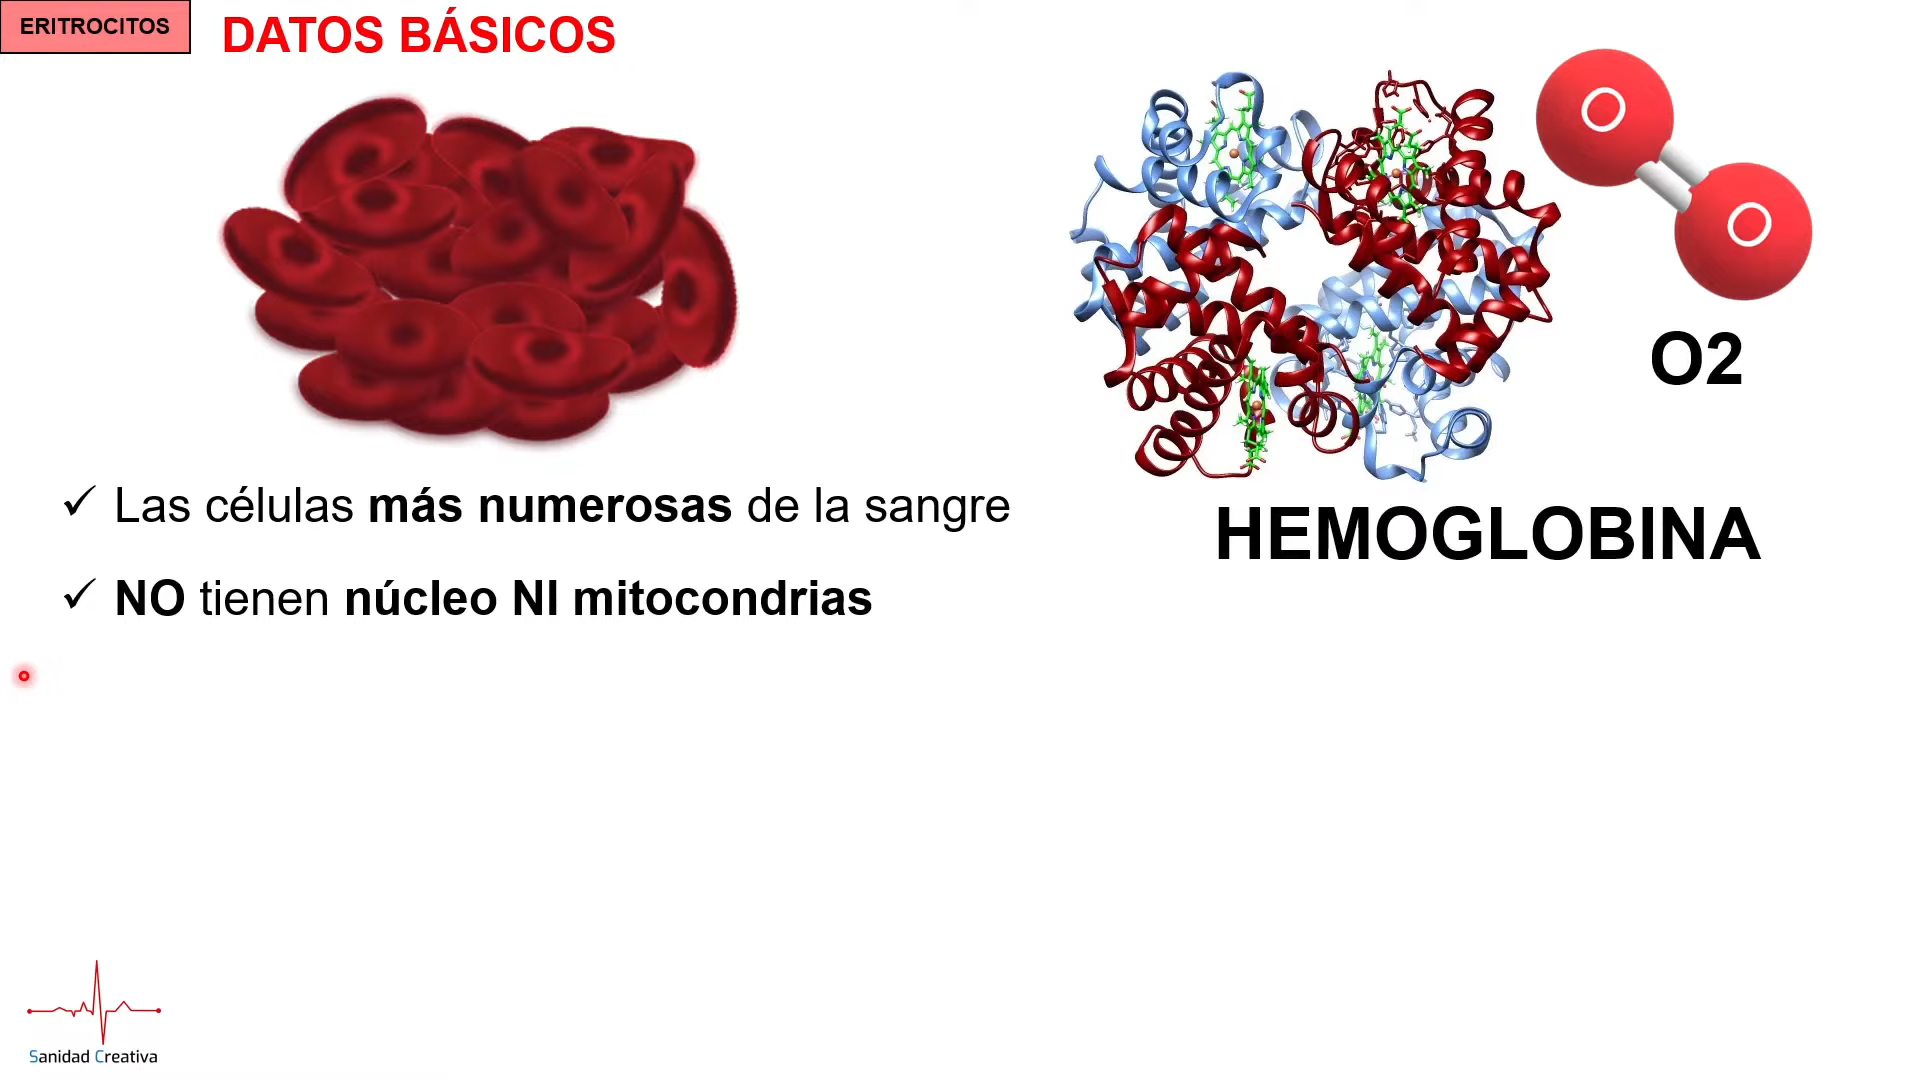 ERITROCITOS
DATOS BÁSICOS
O
O
O2
✓ Las células más numerosas de la sangre
HEMOGLOBINA
✓ NO tienen núcleo NI mitocondrias
Sanidad Creativa